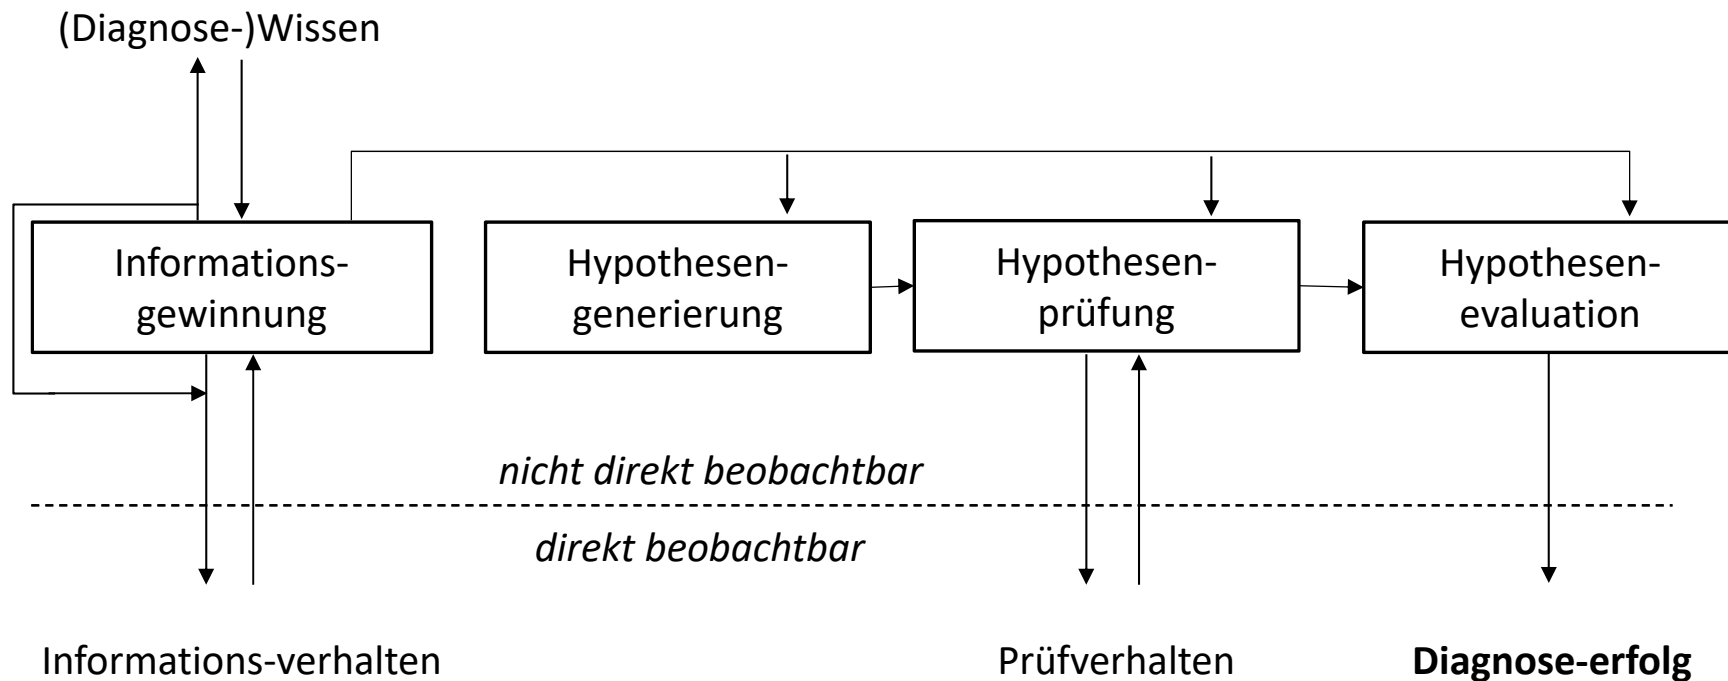 (Diagnose-)Wissen
Informations-
gewinnung
Hypothesen-
generierung
Hypothesen-
prüfung
Hypothesen-
evaluation
nicht direkt beobachtbar
direkt beobachtbar
Informations-verhalten
Prüfverhalten
Diagnose-erfolg